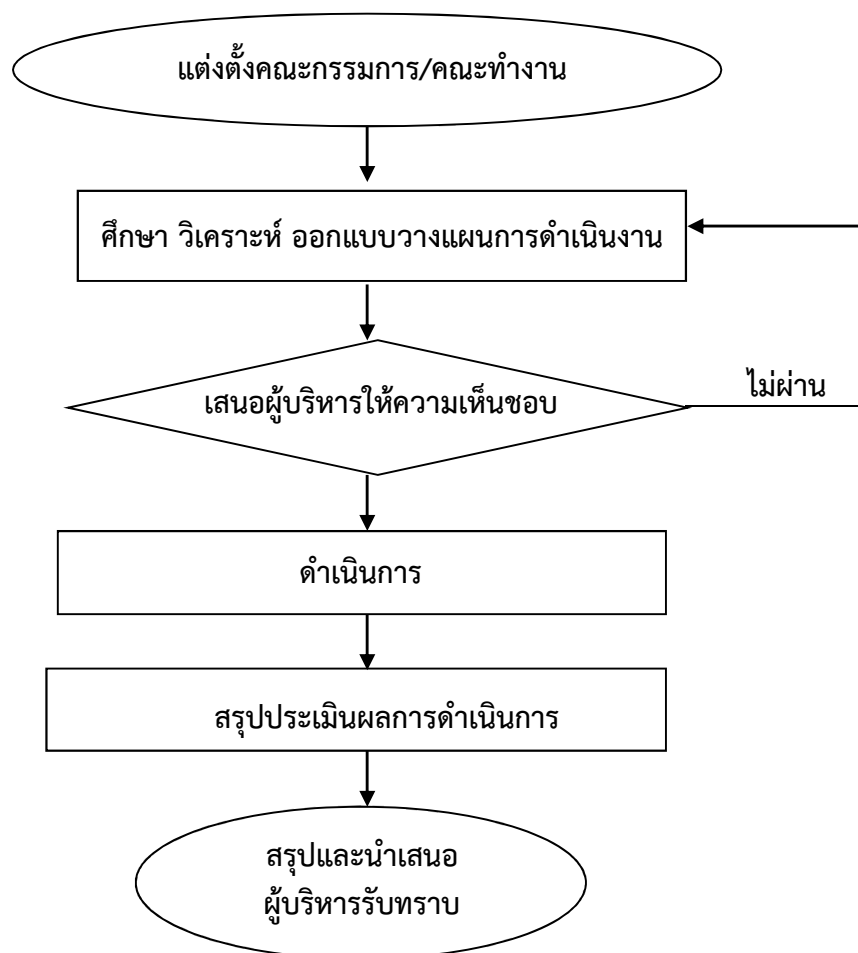 แต่งตั้งคณะกรรมการ/คณะทำงาน
ศึกษา วิเคราะห์ ออกแบบวางแผนการดำเนินงาน
เสนอผู้บริหารให้ความเห็นชอบ
ไม่ผ่าน
ดำเนินการ
สรุปประเมินผลการดำเนินการ
สรุปและนำเสนอ
ผู้บริหารรับทราบ